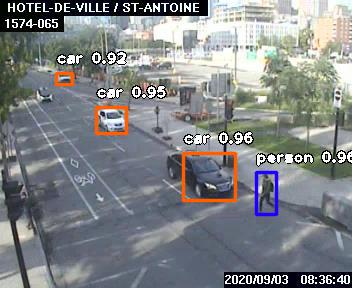 HOTEL-DE-VILLE / ST-ANTOINE
1574-065
car 0.92
car 0.95
car 0.96
person 0.96
2020/09/03 08:36:40